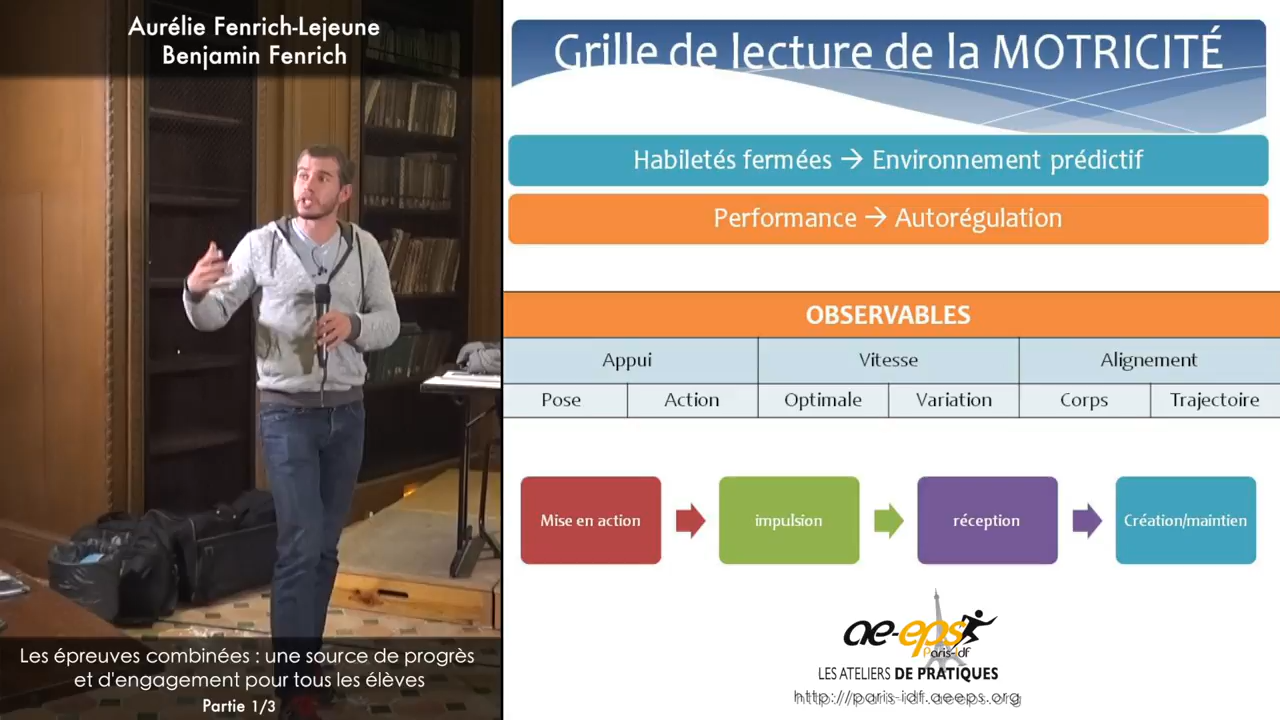 Aurélie Fenrich-Lejeune
Benjamin Fenrich
Les épreuves combinées : une source de progrès
et d'engagement pour tous les élèves
Partie 1/3
Grille de lecture de la MOTRICITÉ
Habiletés fermées → Environnement prédictif
Performance → Autorégulation
OBSERVABLES
Appui Vitesse Alignement
Pose Action Optimale Variation Corps Trajectoire
Mise en action impulsion réception Création/maintien
ae-eps
Paris-idf
LES ATELIERS DE PRATIQUES
http://paris-idf.aeeps.org